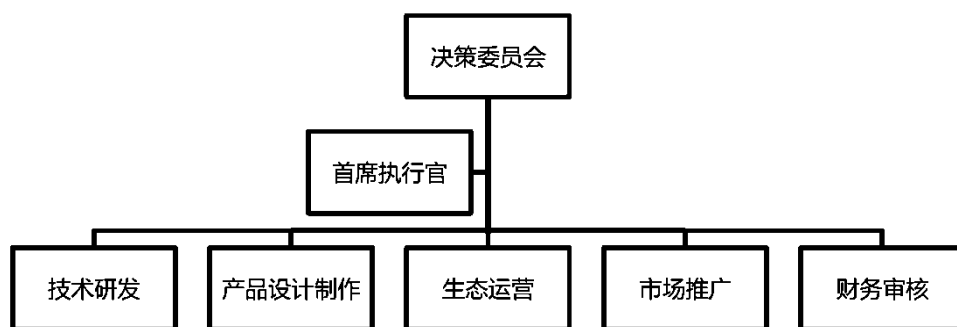 决策委员会
首席执行官
技术研发
产品设计制作
生态运营
市场推广
财务审核